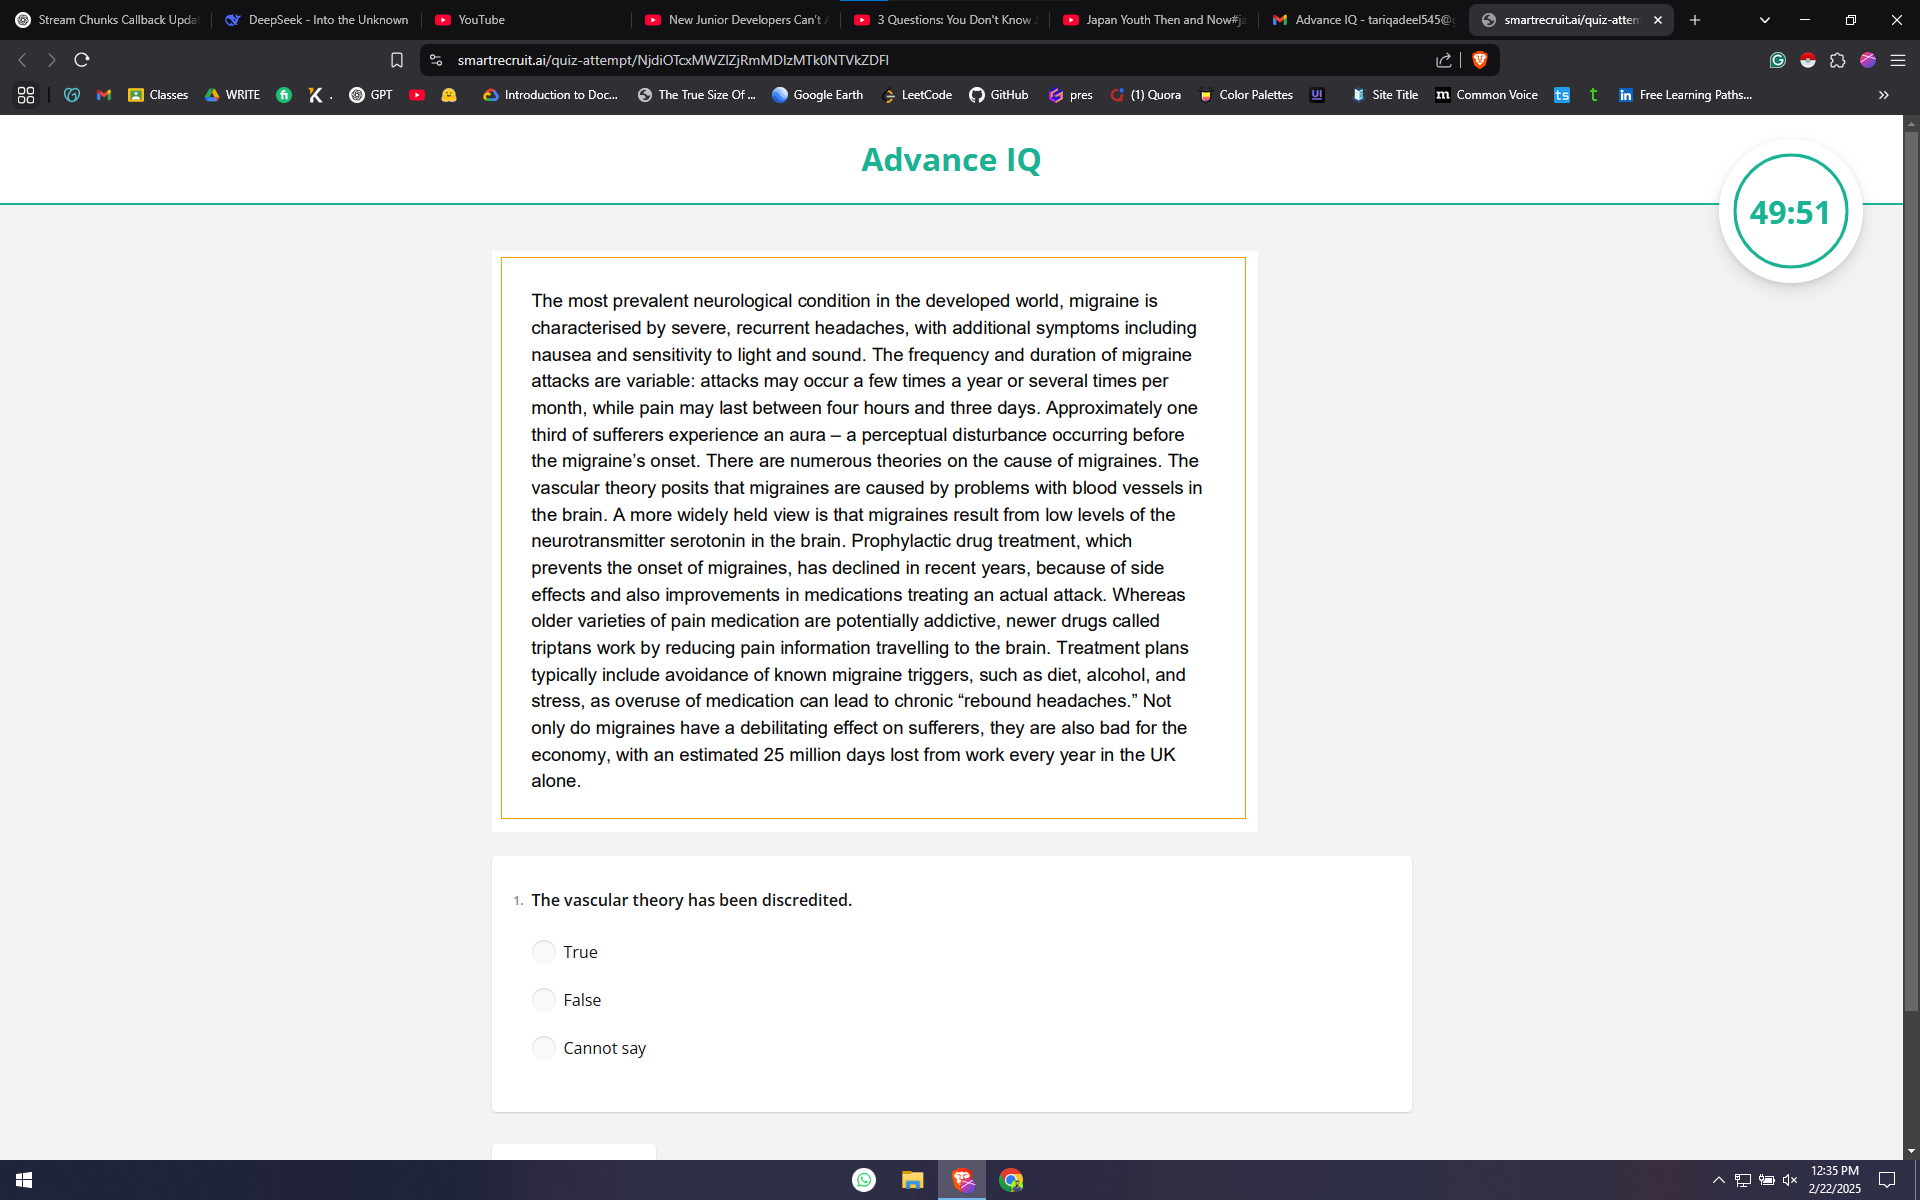 Stream Chunks Callback Upda
DeepSeek - Into the Unknown
YouTube
New Junior Developers Can't
3 Questions: You Don't Know
Japan Youth Then and Now#ja
Advance IQ - tariqadeel545@
smartrecruit.ai/quiz-attem
smartrecruit.ai/quiz-attempt/NjdiOTcxMWZlZjRmMDIzMTk0NTVkZDFl
Classes
WRITE
GPT
Introduction to Doc...
The True Size Of ...
Google Earth
LeetCode
GitHub
pres
(1) Quora
Color Palettes
UI
Site Title
m Common Voice
ts
t
in Free Learning Paths...
Advance IQ
49:51
The most prevalent neurological condition in the developed world, migraine is
characterised by severe, recurrent headaches, with additional symptoms including
nausea and sensitivity to light and sound. The frequency and duration of migraine
attacks are variable: attacks may occur a few times a year or several times per
month, while pain may last between four hours and three days. Approximately one
third of sufferers experience an aura – a perceptual disturbance occurring before
the migraine’s onset. There are numerous theories on the cause of migraines. The
vascular theory posits that migraines are caused by problems with blood vessels in
the brain. A more widely held view is that migraines result from low levels of the
neurotransmitter serotonin in the brain. Prophylactic drug treatment, which
prevents the onset of migraines, has declined in recent years, because of side
effects and also improvements in medications treating an actual attack. Whereas
older varieties of pain medication are potentially addictive, newer drugs called
triptans work by reducing pain information travelling to the brain. Treatment plans
typically include avoidance of known migraine triggers, such as diet, alcohol, and
stress, as overuse of medication can lead to chronic “rebound headaches.” Not
only do migraines have a debilitating effect on sufferers, they are also bad for the
economy, with an estimated 25 million days lost from work every year in the UK
alone.
1. The vascular theory has been discredited.
True
False
Cannot say
12:35 PM
2/22/2025